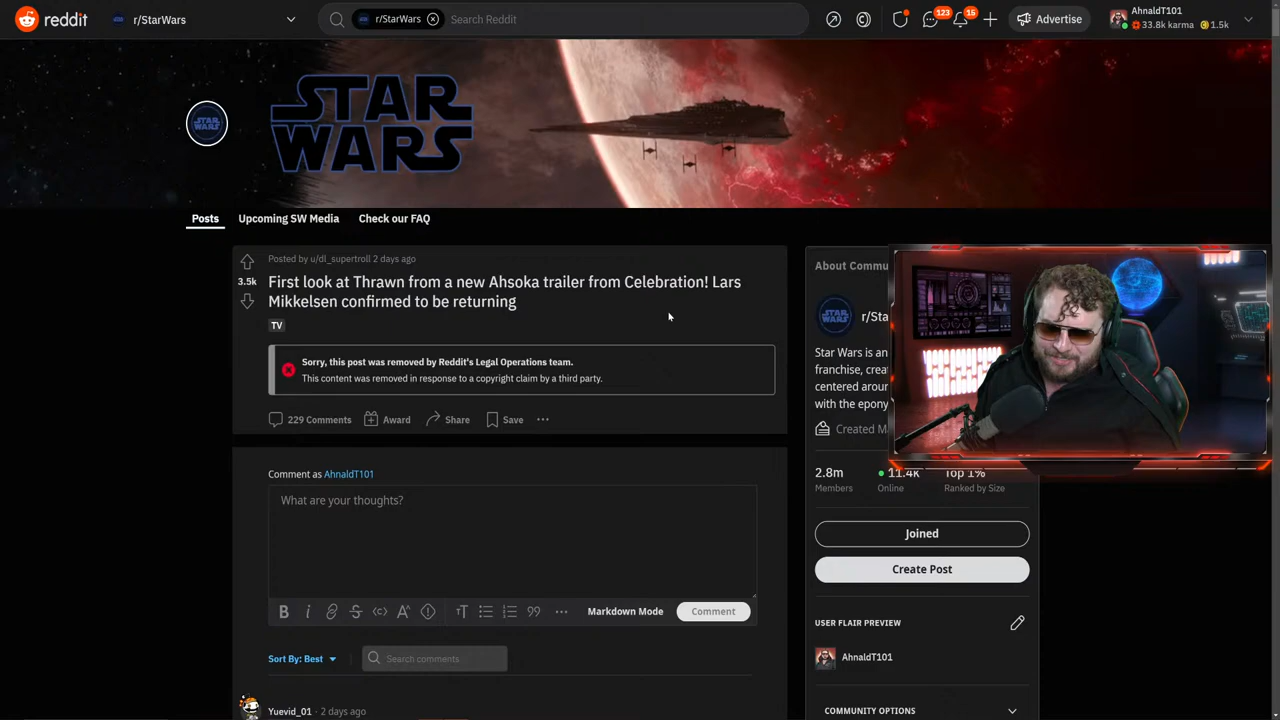 reddit
r/StarWars
r/StarWars
Search Reddit
123
15
Advertise
AhnaldT101
33.8k karma
1.5k
STAR
WARS
STAR
WARS
Posts
Upcoming SW Media
Check our FAQ
Posted by u/dl_supertroll 2 days ago
3.5k
First look at Thrawn from a new Ahsoka trailer from Celebration! Lars
Mikkelsen confirmed to be returning
TV
Sorry, this post was removed by Reddit's Legal Operations team.
This content was removed in response to a copyright claim by a third party.
229 Comments
Award
Share
Save
Comment as AhnaldT101
What are your thoughts?
Markdown Mode
Comment
Sort By: Best
Search comments
Yuevid_01 · 2 days ago
About Commu
r/Sta
Star Wars is an
franchise, crea
centered arour
with the epony
Created Ma
2.8m
Members
11.4k
Online
Top 1%
Ranked by Size
Joined
Create Post
USER FLAIR PREVIEW
AhnaldT101
COMMUNITY OPTIONS